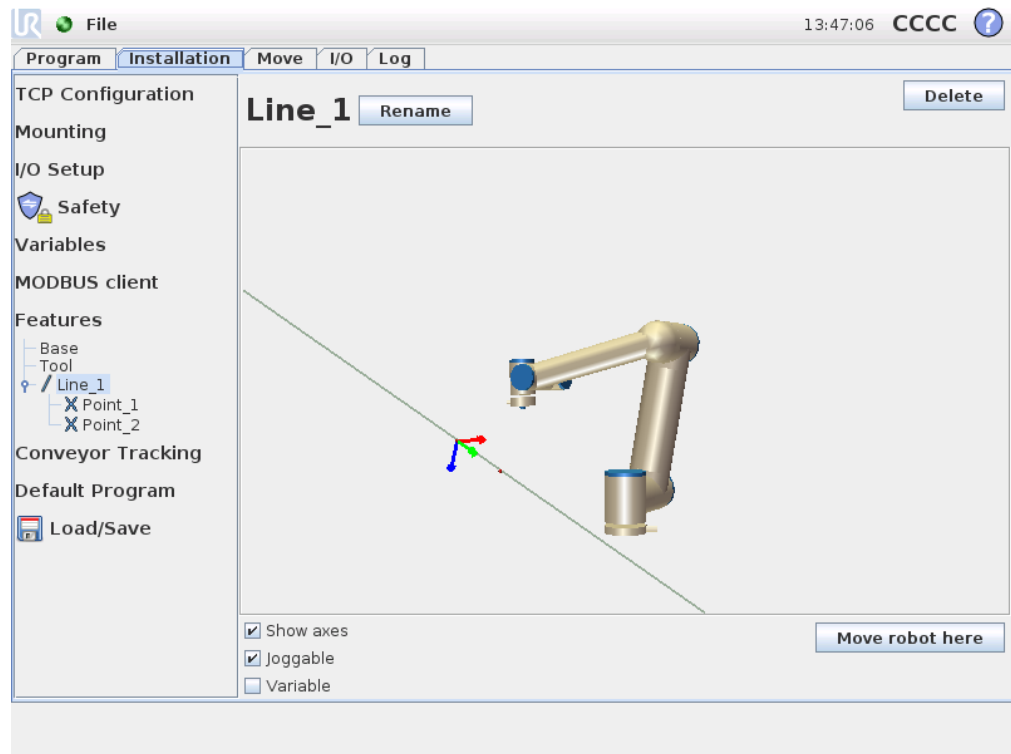 UR File 13:47:06 CCCC ?
Program Installation Move I/O Log
TCP Configuration
Mounting
I/O Setup
Safety
Variables
MODBUS client
Features
Base
Tool
Line_1
Point_1
Point_2
Conveyor Tracking
Default Program
Load/Save
Line_1 Rename Delete
Show axes
Joggable
Variable
Move robot here